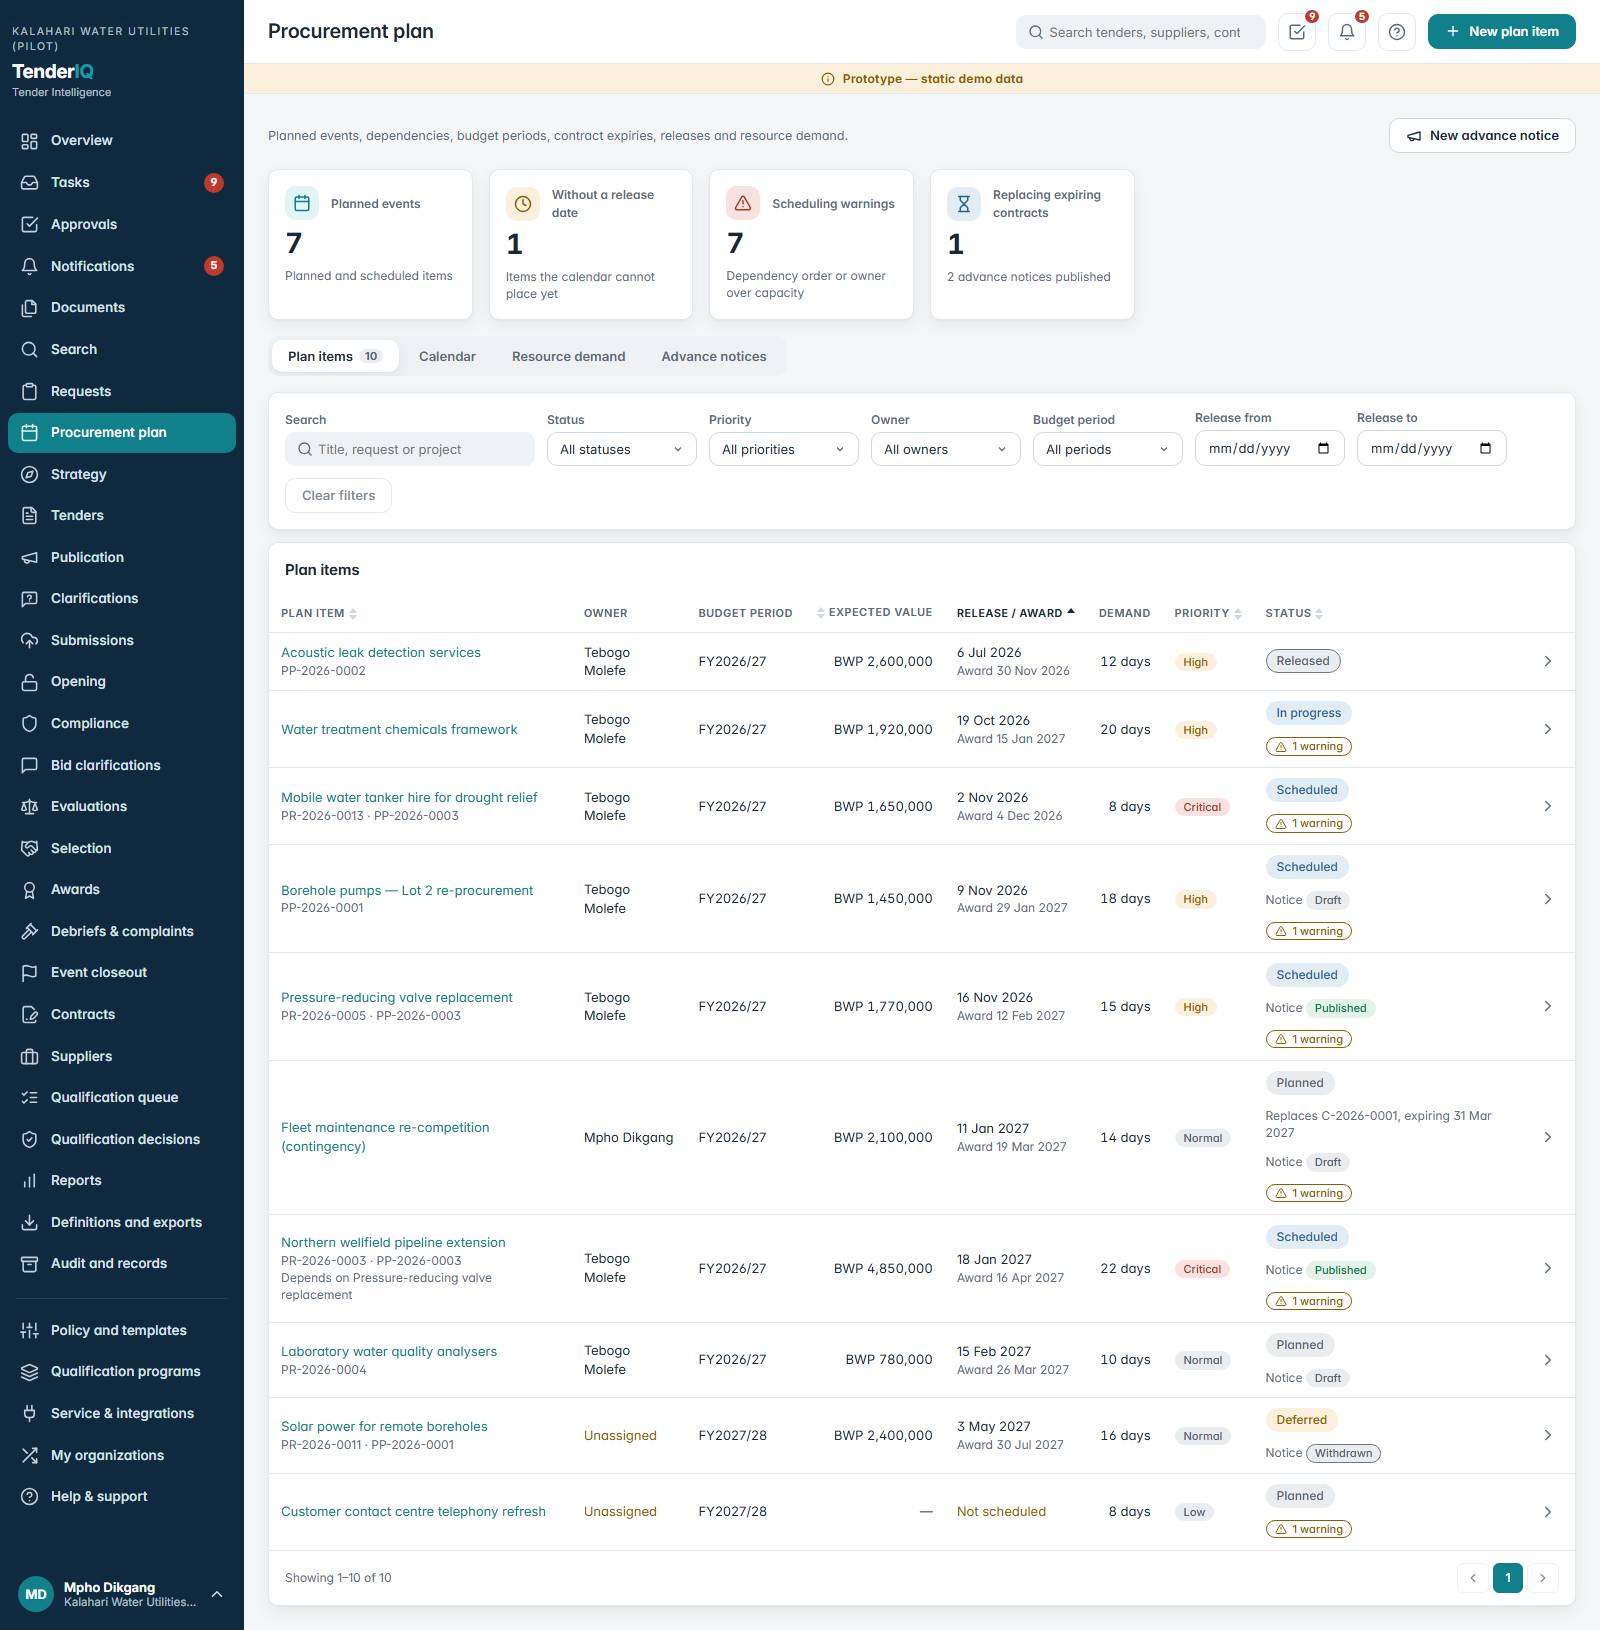 KALAHARI WATER UTILITIES
(PILOT)
TenderIQ
Tender Intelligence
Overview
Tasks 9
Approvals
Notifications 5
Documents
Search
Requests
Procurement plan
Strategy
Tenders
Publication
Clarifications
Submissions
Opening
Compliance
Bid clarifications
Evaluations
Selection
Awards
Debriefs & complaints
Event closeout
Contracts
Suppliers
Qualification queue
Qualification decisions
Reports
Definitions and exports
Audit and records
Policy and templates
Qualification programs
Service & integrations
My organizations
Help & support
MD Mpho Dikgang
Kalahari Water Utilities...
Procurement plan
Search tenders, suppliers, cont
9
5
New plan item
Prototype — static demo data
Planned events, dependencies, budget periods, contract expiries, releases and resource demand.
New advance notice
Planned events
7
Planned and scheduled items
Without a release
date
1
Items the calendar cannot
place yet
Scheduling warnings
7
Dependency order or owner
over capacity
Replacing expiring
contracts
1
2 advance notices published
Plan items 10 Calendar Resource demand Advance notices
Search Status Priority Owner Budget period Release from Release to
Title, request or project All statuses All priorities All owners All periods mm/dd/yyyy mm/dd/yyyy
Clear filters
Plan items
PLAN ITEM OWNER BUDGET PERIOD EXPECTED VALUE RELEASE / AWARD DEMAND PRIORITY STATUS
Acoustic leak detection services
PP-2026-0002
Tebogo
Molefe
FY2026/27 BWP 2,600,000
6 Jul 2026
Award 30 Nov 2026
12 days High Released
Water treatment chemicals framework
Tebogo
Molefe
FY2026/27 BWP 1,920,000
19 Oct 2026
Award 15 Jan 2027
20 days High
In progress
1 warning
Mobile water tanker hire for drought relief
PR-2026-0013 · PP-2026-0003
Tebogo
Molefe
FY2026/27 BWP 1,650,000
2 Nov 2026
Award 4 Dec 2026
8 days Critical
Scheduled
1 warning
Borehole pumps — Lot 2 re-procurement
PP-2026-0001
Tebogo
Molefe
FY2026/27 BWP 1,450,000
9 Nov 2026
Award 29 Jan 2027
18 days High
Scheduled
Notice Draft
1 warning
Pressure-reducing valve replacement
PR-2026-0005 · PP-2026-0003
Tebogo
Molefe
FY2026/27 BWP 1,770,000
16 Nov 2026
Award 12 Feb 2027
15 days High
Scheduled
Notice Published
1 warning
Fleet maintenance re-competition
(contingency)
Mpho Dikgang FY2026/27 BWP 2,100,000
11 Jan 2027
Award 19 Mar 2027
14 days Normal
Planned
Replaces C-2026-0001, expiring 31 Mar
2027
Notice Draft
1 warning
Northern wellfield pipeline extension
PR-2026-0003 · PP-2026-0003
Depends on Pressure-reducing valve
replacement
Tebogo
Molefe
FY2026/27 BWP 4,850,000
18 Jan 2027
Award 16 Apr 2027
22 days Critical
Scheduled
Notice Published
1 warning
Laboratory water quality analysers
PR-2026-0004
Tebogo
Molefe
FY2026/27 BWP 780,000
15 Feb 2027
Award 26 Mar 2027
10 days Normal
Planned
Notice Draft
Solar power for remote boreholes
PR-2026-0011 · PP-2026-0001
Unassigned FY2027/28 BWP 2,400,000
3 May 2027
Award 30 Jul 2027
16 days Normal
Deferred
Notice Withdrawn
Customer contact centre telephony refresh
Unassigned FY2027/28 — Not scheduled 8 days Low
Planned
1 warning
Showing 1–10 of 10
1